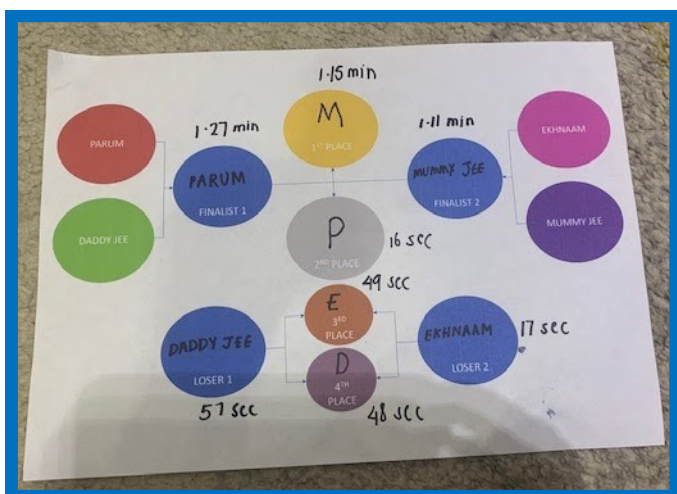 1.15 min
M
1ST PLACE
1.27 min
1.11 min
PARUM
EKHNAAM
PARUM
FINALIST 1
MUMMY JEE
FINALIST 2
DADDY JEE
MUMMY JEE
P
2ND PLACE
16 sec
49 sec
E
3RD
PLACE
DADDY JEE
LOSER 1
EKHNAAM
LOSER 2
17 sec
D
4TH
PLACE
57 sec
48 sec